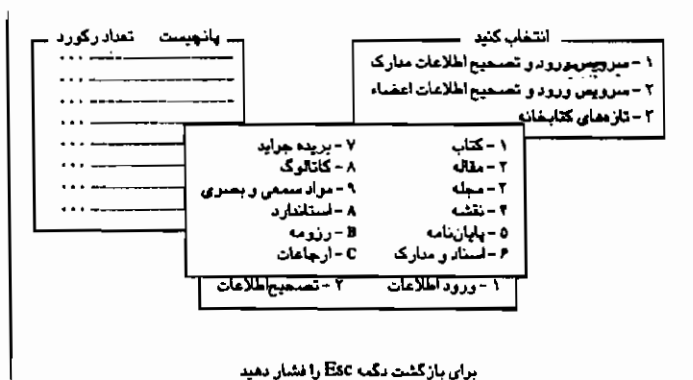 انتخاب کنید
۱ - سرویس ورود و تصحیح اطلاعات مدارک
۲ - سرویس ورود و تصحیح اطلاعات اعضاء
۳ - تازه‌های کتابخانه
پانچیست تعداد رکورد
...
...
...
...
...
...
...
...
۱ - کتاب ۷ - بریده جراید
۲ - مقاله ۸ - کاتالوگ
۳ - مجله ۹ - مواد سمعی و بصری
۴ - نقشه ۸ - استاندارد
۵ - پایان‌نامه B - رزومه
۶ - اسناد و مدارک C - ارجاعات
۱ - ورود اطلاعات ۲ - تصحیح اطلاعات
برای بازگشت دگمه Esc را فشار دهید